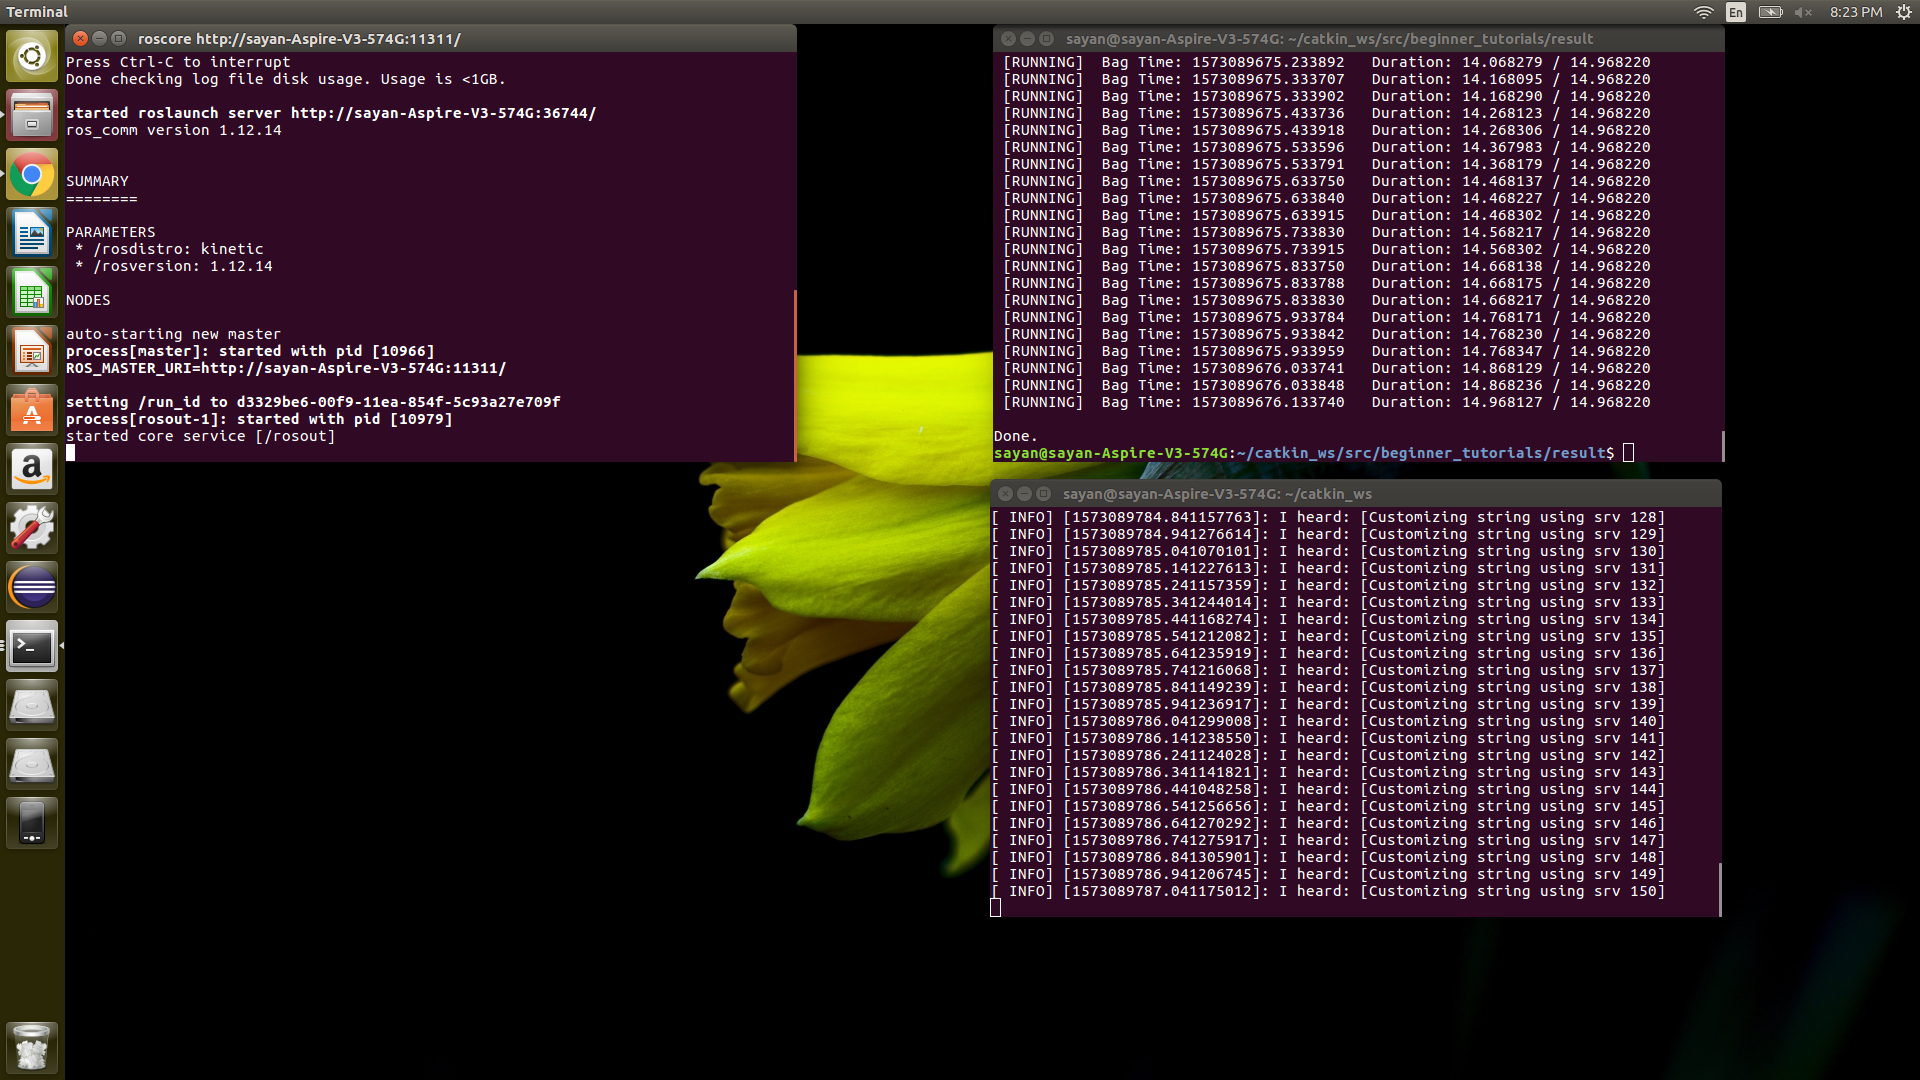 Terminal
En
8:23 PM
roscore http://sayan-Aspire-V3-574G:11311/
Press Ctrl-C to interrupt
Done checking log file disk usage. Usage is <1GB.
started roslaunch server http://sayan-Aspire-V3-574G:36744/
ros_comm version 1.12.14
SUMMARY
========
PARAMETERS
* /rosdistro: kinetic
* /rosversion: 1.12.14
NODES
auto-starting new master
process[master]: started with pid [10966]
ROS_MASTER_URI=http://sayan-Aspire-V3-574G:11311/
setting /run_id to d3329be6-00f9-11ea-854f-5c93a27e709f
process[rosout-1]: started with pid [10979]
started core service [/rosout]
sayan@sayan-Aspire-V3-574G: ~/catkin_ws/src/beginner_tutorials/result
[RUNNING]  Bag Time: 1573089675.233892   Duration: 14.068279 / 14.968220
[RUNNING]  Bag Time: 1573089675.333707   Duration: 14.168095 / 14.968220
[RUNNING]  Bag Time: 1573089675.333902   Duration: 14.168290 / 14.968220
[RUNNING]  Bag Time: 1573089675.433736   Duration: 14.268123 / 14.968220
[RUNNING]  Bag Time: 1573089675.433918   Duration: 14.268306 / 14.968220
[RUNNING]  Bag Time: 1573089675.533596   Duration: 14.367983 / 14.968220
[RUNNING]  Bag Time: 1573089675.533791   Duration: 14.368179 / 14.968220
[RUNNING]  Bag Time: 1573089675.633750   Duration: 14.468137 / 14.968220
[RUNNING]  Bag Time: 1573089675.633840   Duration: 14.468227 / 14.968220
[RUNNING]  Bag Time: 1573089675.633915   Duration: 14.468302 / 14.968220
[RUNNING]  Bag Time: 1573089675.733830   Duration: 14.568217 / 14.968220
[RUNNING]  Bag Time: 1573089675.733915   Duration: 14.568302 / 14.968220
[RUNNING]  Bag Time: 1573089675.833750   Duration: 14.668138 / 14.968220
[RUNNING]  Bag Time: 1573089675.833788   Duration: 14.668175 / 14.968220
[RUNNING]  Bag Time: 1573089675.833830   Duration: 14.668217 / 14.968220
[RUNNING]  Bag Time: 1573089675.933784   Duration: 14.768171 / 14.968220
[RUNNING]  Bag Time: 1573089675.933842   Duration: 14.768230 / 14.968220
[RUNNING]  Bag Time: 1573089675.933959   Duration: 14.768347 / 14.968220
[RUNNING]  Bag Time: 1573089676.033741   Duration: 14.868129 / 14.968220
[RUNNING]  Bag Time: 1573089676.033848   Duration: 14.868236 / 14.968220
[RUNNING]  Bag Time: 1573089676.133740   Duration: 14.968127 / 14.968220
Done.
sayan@sayan-Aspire-V3-574G:~/catkin_ws/src/beginner_tutorials/result$
sayan@sayan-Aspire-V3-574G: ~/catkin_ws
[ INFO] [1573089784.841157763]: I heard: [Customizing string using srv 128]
[ INFO] [1573089784.941276614]: I heard: [Customizing string using srv 129]
[ INFO] [1573089785.041070101]: I heard: [Customizing string using srv 130]
[ INFO] [1573089785.141227613]: I heard: [Customizing string using srv 131]
[ INFO] [1573089785.241157359]: I heard: [Customizing string using srv 132]
[ INFO] [1573089785.341244014]: I heard: [Customizing string using srv 133]
[ INFO] [1573089785.441168274]: I heard: [Customizing string using srv 134]
[ INFO] [1573089785.541212082]: I heard: [Customizing string using srv 135]
[ INFO] [1573089785.641235919]: I heard: [Customizing string using srv 136]
[ INFO] [1573089785.741216068]: I heard: [Customizing string using srv 137]
[ INFO] [1573089785.841149239]: I heard: [Customizing string using srv 138]
[ INFO] [1573089785.941236917]: I heard: [Customizing string using srv 139]
[ INFO] [1573089786.041299008]: I heard: [Customizing string using srv 140]
[ INFO] [1573089786.141238550]: I heard: [Customizing string using srv 141]
[ INFO] [1573089786.241124028]: I heard: [Customizing string using srv 142]
[ INFO] [1573089786.341141821]: I heard: [Customizing string using srv 143]
[ INFO] [1573089786.441048258]: I heard: [Customizing string using srv 144]
[ INFO] [1573089786.541256656]: I heard: [Customizing string using srv 145]
[ INFO] [1573089786.641270292]: I heard: [Customizing string using srv 146]
[ INFO] [1573089786.741275917]: I heard: [Customizing string using srv 147]
[ INFO] [1573089786.841305901]: I heard: [Customizing string using srv 148]
[ INFO] [1573089786.941206745]: I heard: [Customizing string using srv 149]
[ INFO] [1573089787.041175012]: I heard: [Customizing string using srv 150]